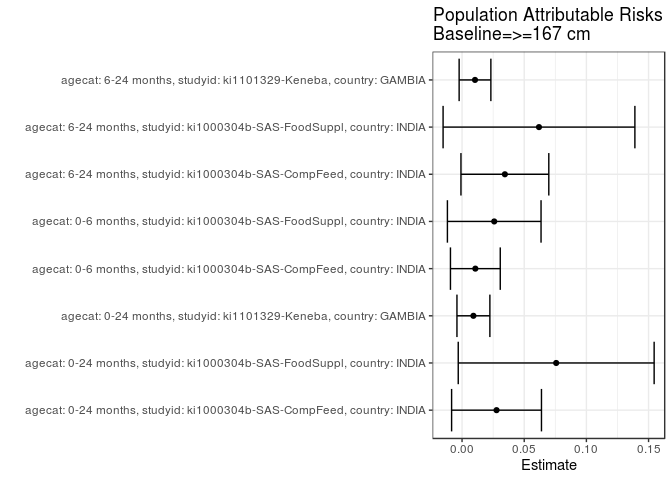 Population Attributable Risks
Baseline=>=167 cm
agecat: 6-24 months, studyid: ki1101329-Keneba, country: GAMBIA
agecat: 6-24 months, studyid: ki1000304b-SAS-FoodSuppl, country: INDIA
agecat: 6-24 months, studyid: ki1000304b-SAS-CompFeed, country: INDIA
agecat: 0-6 months, studyid: ki1000304b-SAS-FoodSuppl, country: INDIA
agecat: 0-6 months, studyid: ki1000304b-SAS-CompFeed, country: INDIA
agecat: 0-24 months, studyid: ki1101329-Keneba, country: GAMBIA
agecat: 0-24 months, studyid: ki1000304b-SAS-FoodSuppl, country: INDIA
agecat: 0-24 months, studyid: ki1000304b-SAS-CompFeed, country: INDIA
0.00 0.05 0.10 0.15
Estimate